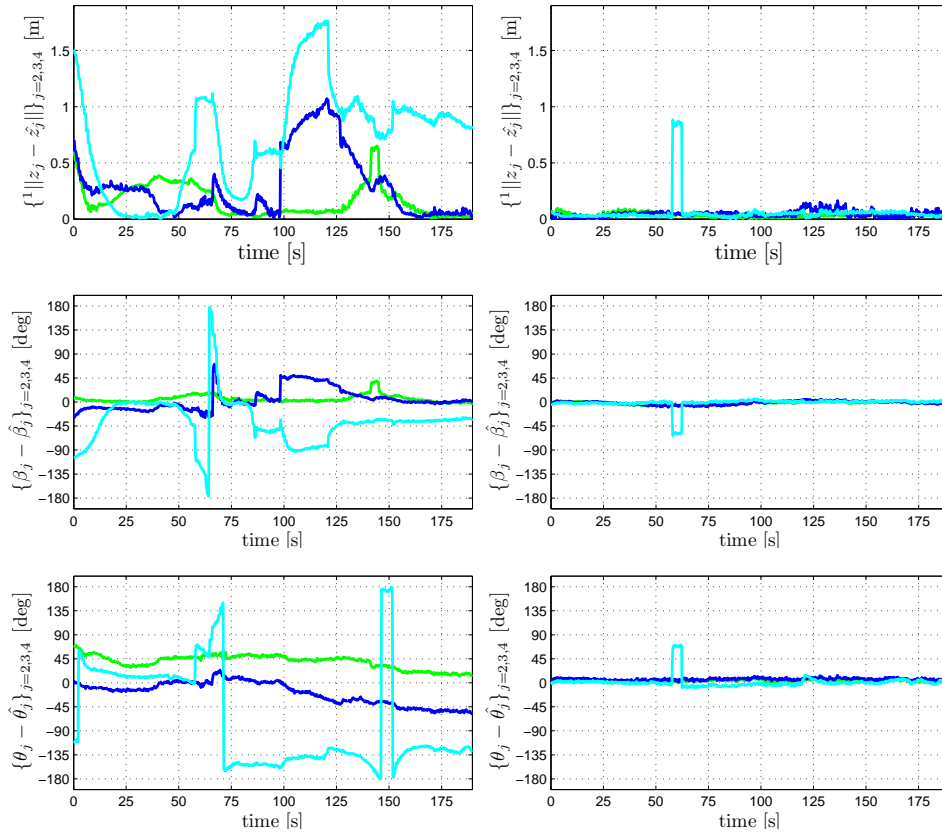 {¹||z_j − ẑ_j||}_{j=2,3,4} [m]
1.5
1
0.5
0
0 25 50 75 100 125 150 175
time [s]
{¹||z_j − ẑ_j||}_{j=2,3,4} [m]
1.5
1
0.5
0
0 25 50 75 100 125 150 175
time [s]
{β_j − β̂_j}_{j=2,3,4} [deg]
180
135
90
45
0
−45
−90
−135
−180
0 25 50 75 100 125 150 175
time [s]
{β_j − β̂_j}_{j=2,3,4} [deg]
180
135
90
45
0
−45
−90
−135
−180
0 25 50 75 100 125 150 175
time [s]
{θ_j − θ̂_j}_{j=2,3,4} [deg]
180
135
90
45
0
−45
−90
−135
−180
0 25 50 75 100 125 150 175
time [s]
{θ_j − θ̂_j}_{j=2,3,4} [deg]
180
135
90
45
0
−45
−90
−135
−180
0 25 50 75 100 125 150 175
time [s]